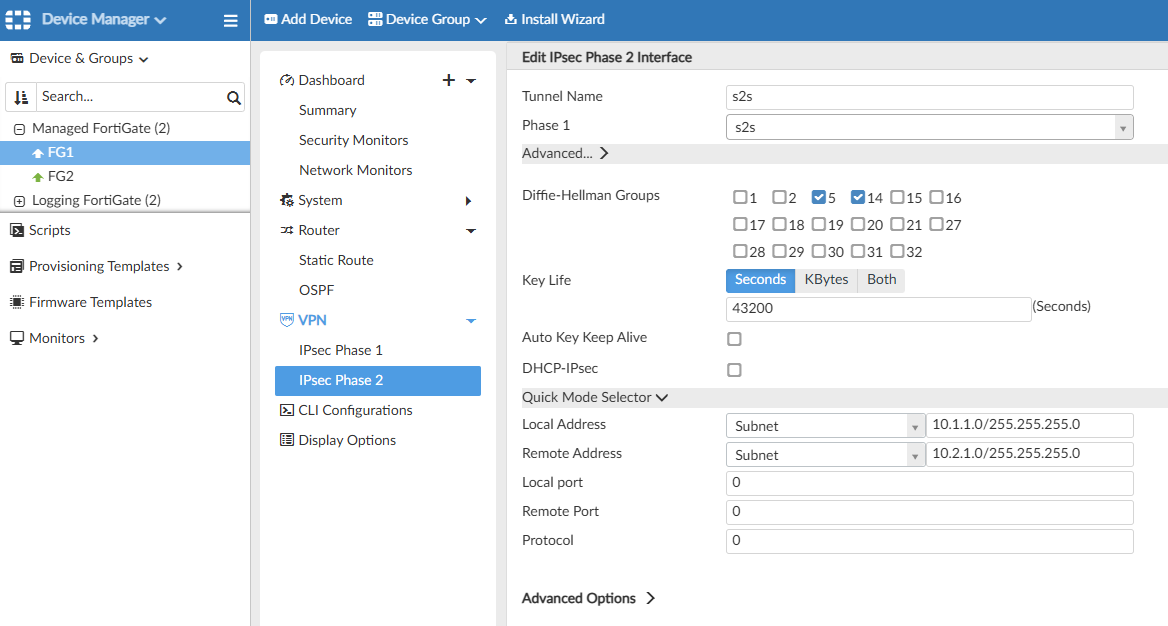 Device Manager
Add Device Device Group Install Wizard
Device & Groups
Search...
Managed FortiGate (2)
FG1
FG2
Logging FortiGate (2)
Scripts
Provisioning Templates
Firmware Templates
Monitors
Dashboard
Summary
Security Monitors
Network Monitors
System
Router
Static Route
OSPF
VPN VPN
IPsec Phase 1
IPsec Phase 2
CLI Configurations
Display Options
Edit IPsec Phase 2 Interface
Tunnel Name s2s
Phase 1 s2s
Advanced...
Diffie-Hellman Groups 1 2 5 14 15 16
17 18 19 20 21 27
28 29 30 31 32
Key Life Seconds KBytes Both
43200 (Seconds)
Auto Key Keep Alive
DHCP-IPsec
Quick Mode Selector
Local Address Subnet 10.1.1.0/255.255.255.0
Remote Address Subnet 10.2.1.0/255.255.255.0
Local port 0
Remote Port 0
Protocol 0
Advanced Options